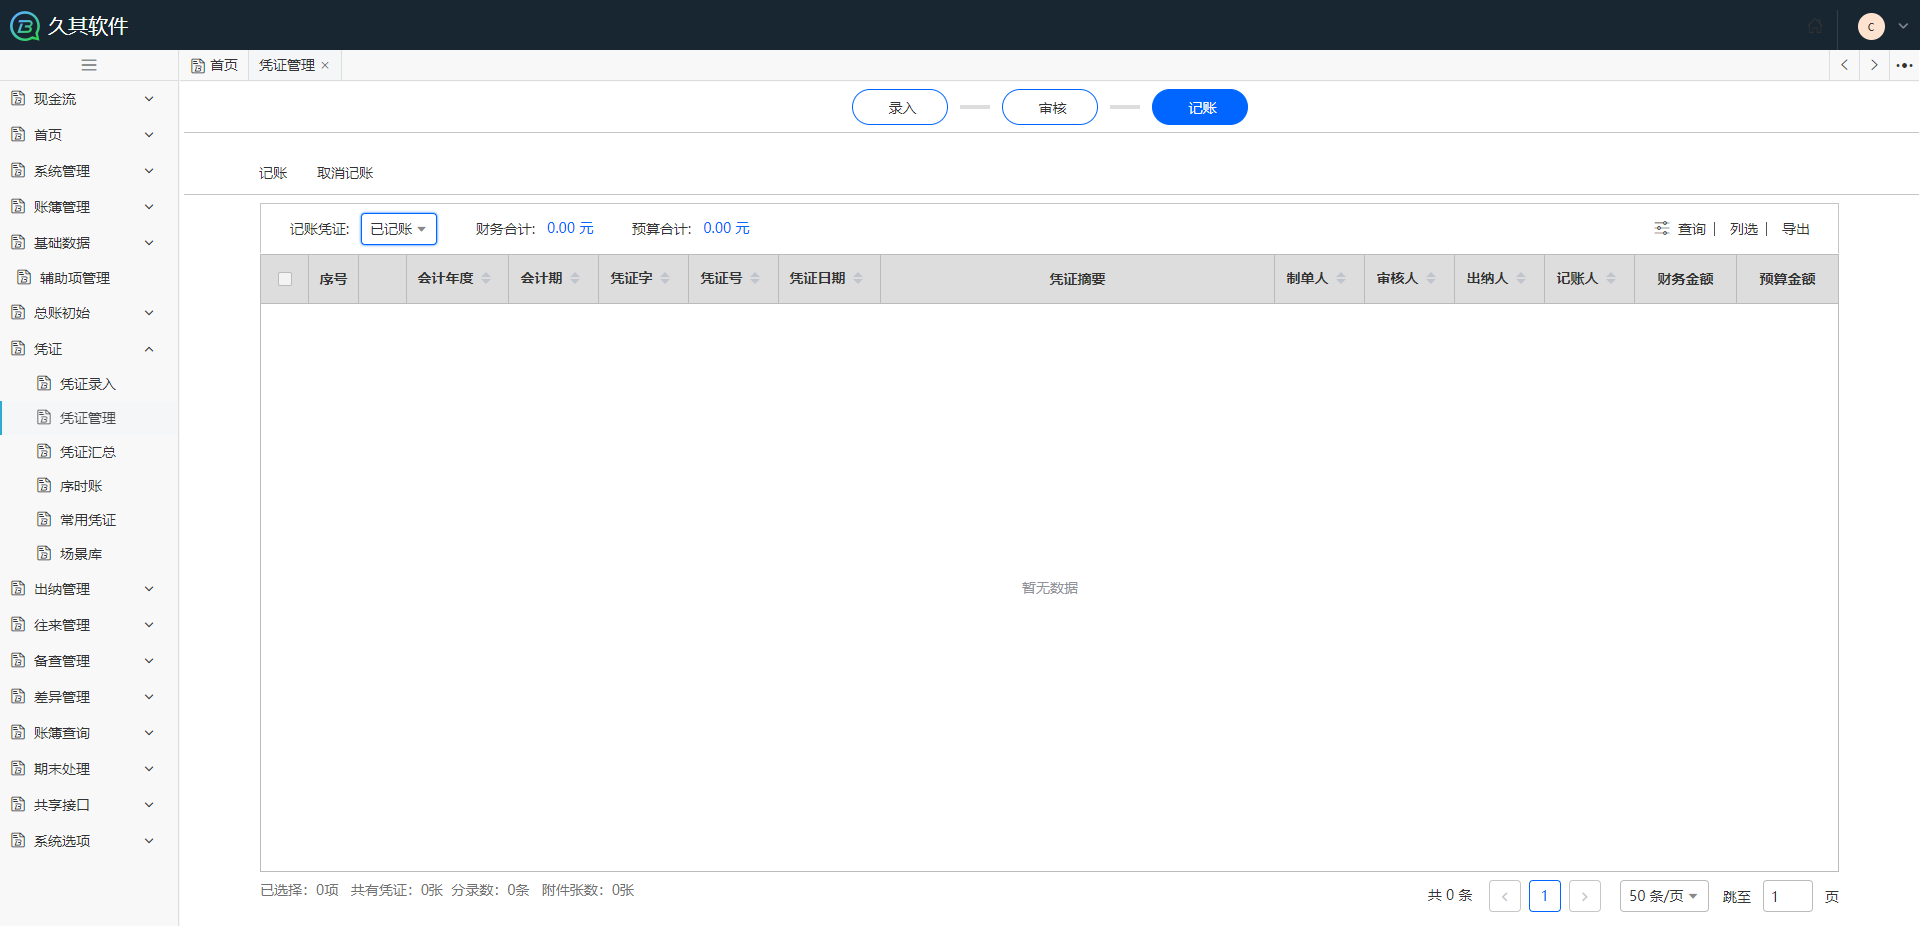 久其软件
C
首页
凭证管理 ×
现金流
首页
系统管理
账簿管理
基础数据
辅助项管理
总账初始
凭证
凭证录入
凭证管理
凭证汇总
序时账
常用凭证
场景库
出纳管理
往来管理
备查管理
差异管理
账簿查询
期末处理
共享接口
系统选项
录入 审核 记账
记账 取消记账
记账凭证: 已记账 财务合计: 0.00 元 预算合计: 0.00 元 查询 | 列选 | 导出
序号 会计年度 会计期 凭证字 凭证号 凭证日期 凭证摘要 制单人 审核人 出纳人 记账人 财务金额 预算金额
暂无数据
已选择：0项 共有凭证：0张 分录数：0条 附件张数：0张
共 0 条 < 1 > 50 条/页 跳至 1 页